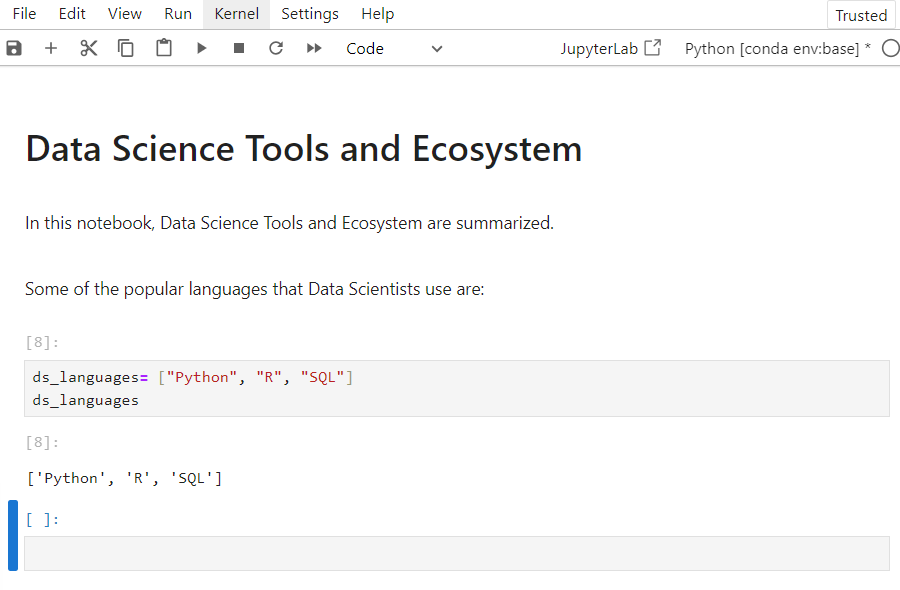 File Edit View Run Kernel Settings Help Trusted
Code JupyterLab Python [conda env:base] *
Data Science Tools and Ecosystem
In this notebook, Data Science Tools and Ecosystem are summarized.
Some of the popular languages that Data Scientists use are:
[8]:
ds_languages= ["Python", "R", "SQL"]
ds_languages
[8]:
['Python', 'R', 'SQL']
[ ]: